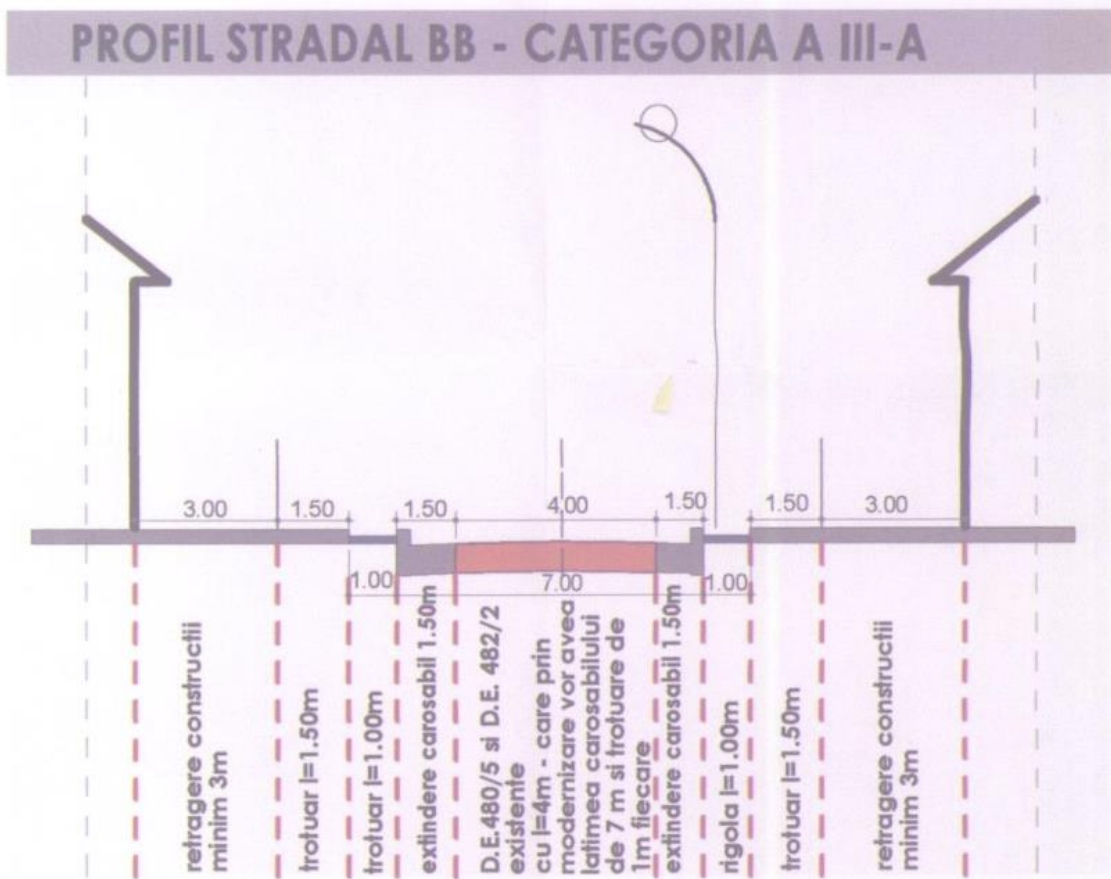 PROFIL STRADAL BB - CATEGORIA A III-A
3.00
1.50
1.50
4.00
1.50
1.50
3.00
1.00
7.00
1.00
retragere constructii
minim 3m
trotuar l=1.50m
trotuar l=1.00m
extindere carosabil 1.50m
D.E.480/5 si D.E. 482/2
existente
cu l=4m - care prin
modernizare vor avea
latimea carosabilului
de 7 m si trotuare de
1m fiecare
extindere carosabil 1.50m
rigola l=1.00m
trotuar l=1.50m
retragere constructii
minim 3m